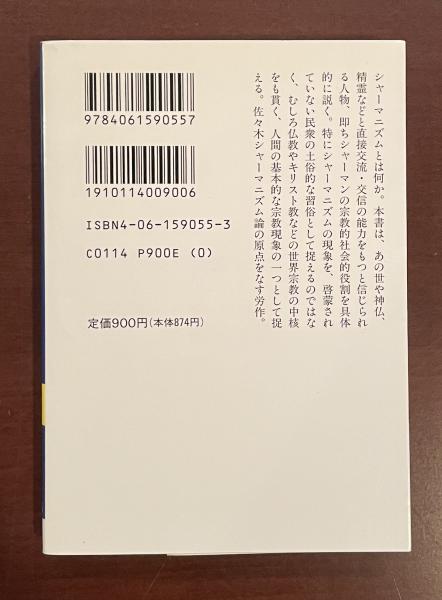 シャーマニズムとは何か。本書は、あの世や神仏、
精霊などと直接交流・交信の能力をもつと信じられ
る人物、即ちシャーマンの宗教的社会的役割を具体
的に説く。特にシャーマニズムの現象を、啓蒙され
ていない民衆の土俗的な習俗として捉えるのではな
く、むしろ仏教やキリスト教などの世界宗教の中核
をも貫く、人間の基本的な宗教現象の一つとして捉
える。佐々木シャーマニズム論の原点をなす労作。
9784061590557
1910114009006
ISBN4-06-159055-3
C0114 P900E (0)
定価900円(本体874円)